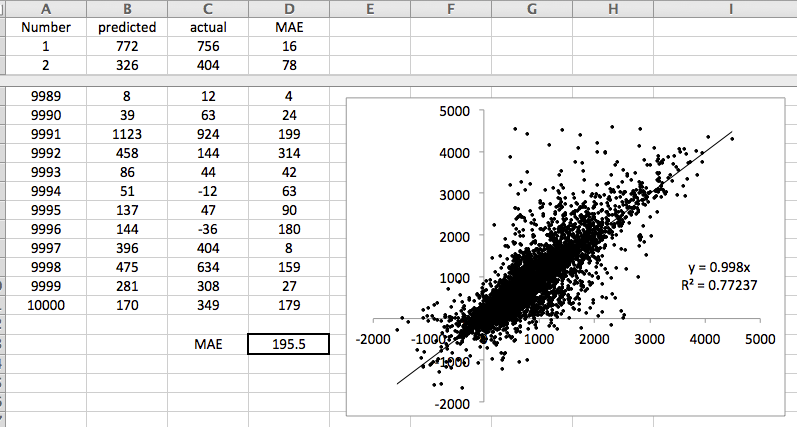 A B C D E F G H I
Number predicted actual MAE
1 772 756 16
2 326 404 78
9989 8 12 4
9990 39 63 24
9991 1123 924 199
9992 458 144 314
9993 86 44 42
9994 51 -12 63
9995 137 47 90
9996 144 -36 180
9997 396 404 8
9998 475 634 159
9999 281 308 27
10000 170 349 179
MAE 195.5
5000
4000
3000
2000
1000
y = 0.998x
R² = 0.77237
-2000 -1000 0 1000 2000 3000 4000 5000
-1000
-2000